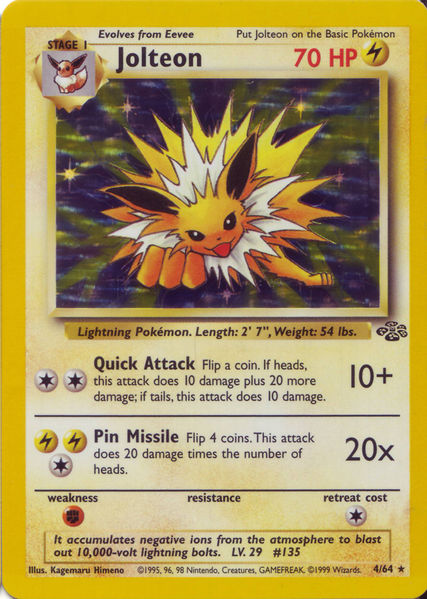 Evolves from Eevee
Put Jolteon on the Basic Pokémon
STAGE 1
Jolteon
70 HP
Lightning Pokémon. Length: 2' 7", Weight: 54 lbs.
Quick Attack Flip a coin. If heads,
this attack does 10 damage plus 20 more
damage; if tails, this attack does 10 damage.
10+
Pin Missile Flip 4 coins. This attack
does 20 damage times the number of
heads.
20x
weakness
resistance
retreat cost
It accumulates negative ions from the atmosphere to blast
out 10,000-volt lightning bolts. LV. 29 #135
Illus. Kagemaru Himeno
©1995, 96, 98 Nintendo, Creatures, GAMEFREAK. ©1999 Wizards.
4/64 ★